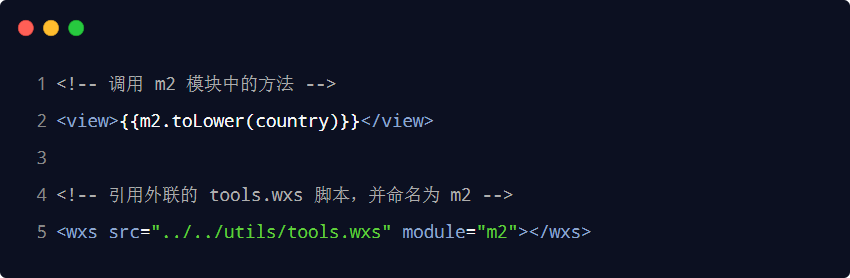 1 <!-- 调用 m2 模块中的方法 -->
2 <view>{{m2.toLower(country)}}</view>
3
4 <!-- 引用外联的 tools.wxs 脚本，并命名为 m2 -->
5 <wxs src="../../utils/tools.wxs" module="m2"></wxs>